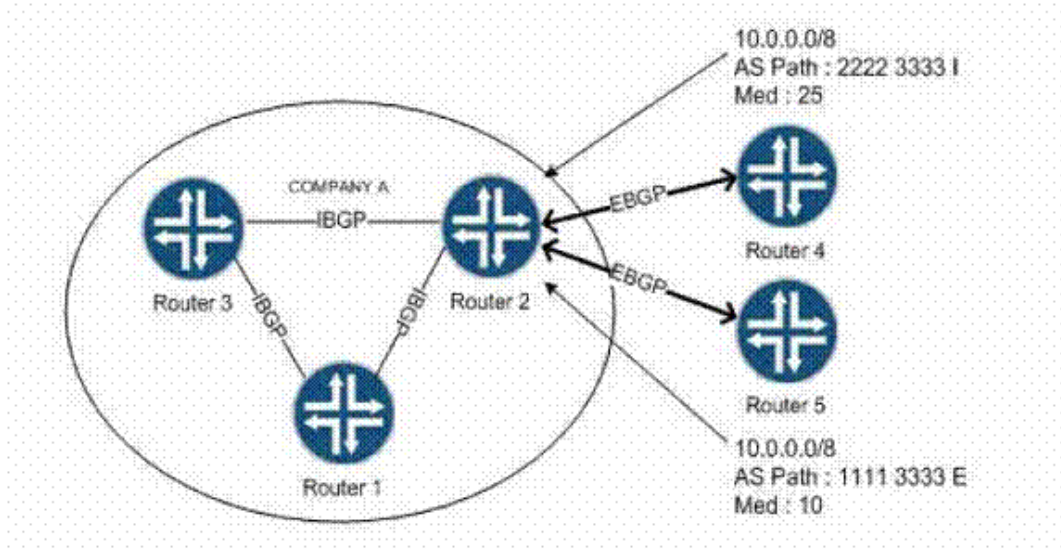 10.0.0.0/8
AS Path : 2222 3333 I
Med : 25
COMPANY A
IBGP
EBGP
Router 4
Router 3
Router 2
EBGP
IBGP
IBGP
Router 5
Router 1
10.0.0.0/8
AS Path : 1111 3333 E
Med : 10